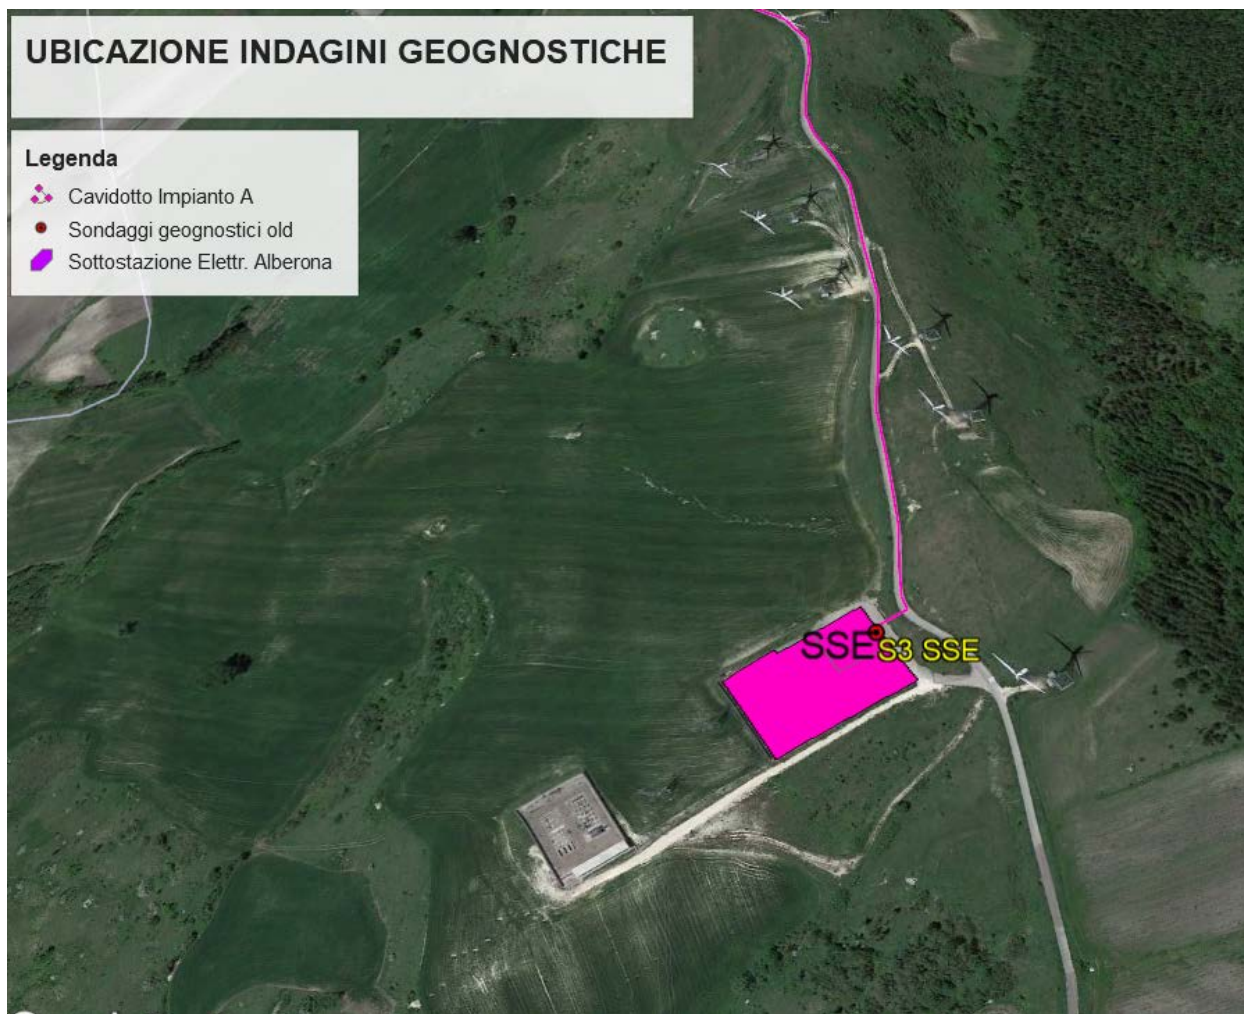 UBICAZIONE INDAGINI GEOGNOSTICHE
Legenda
Cavidotto Impianto A
Sondaggi geognostici old
Sottostazione Elettr. Alberona
SSE
S3 SSE